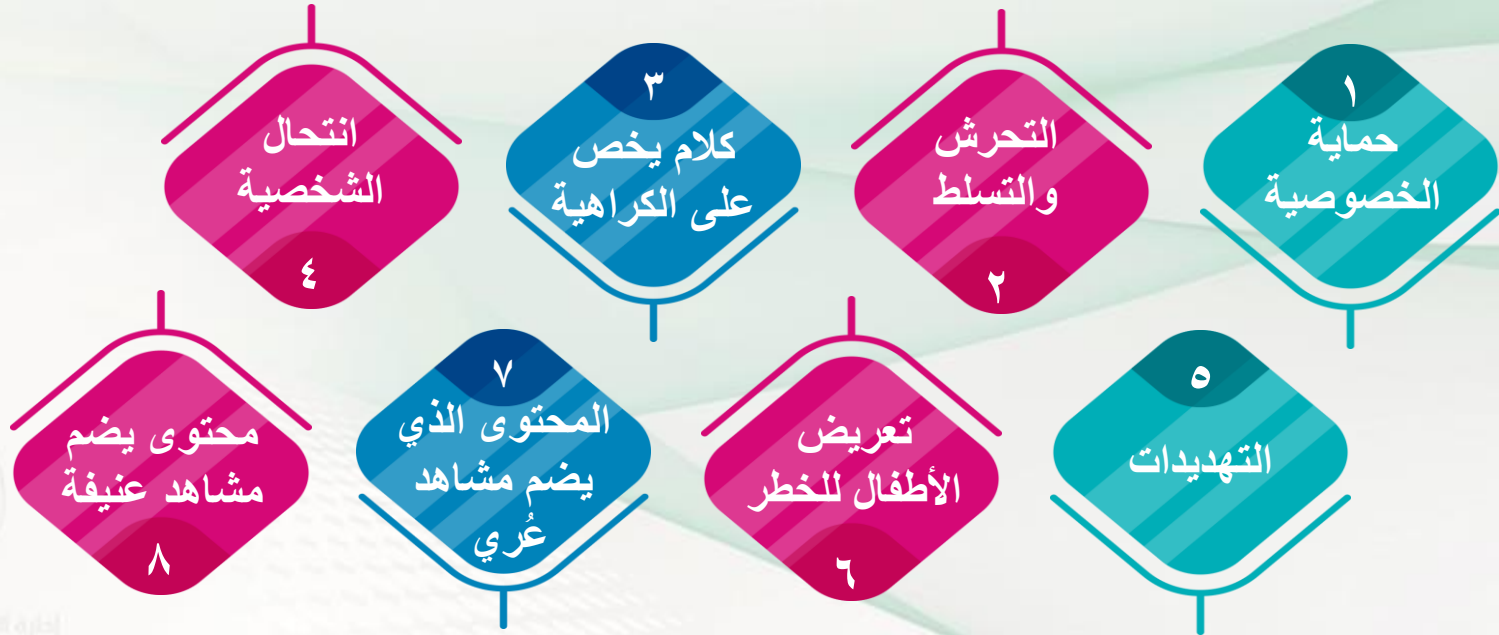 ١
حماية
الخصوصية
التحرش
والتسلط
٢
٣
كلام يخص
على الكراهية
انتحال
الشخصية
٤
٥
التهديدات
تعريض
الأطفال للخطر
٦
٧
المحتوى الذي
يضم مشاهد
عُري
محتوى يضم
مشاهد عنيفة
٨